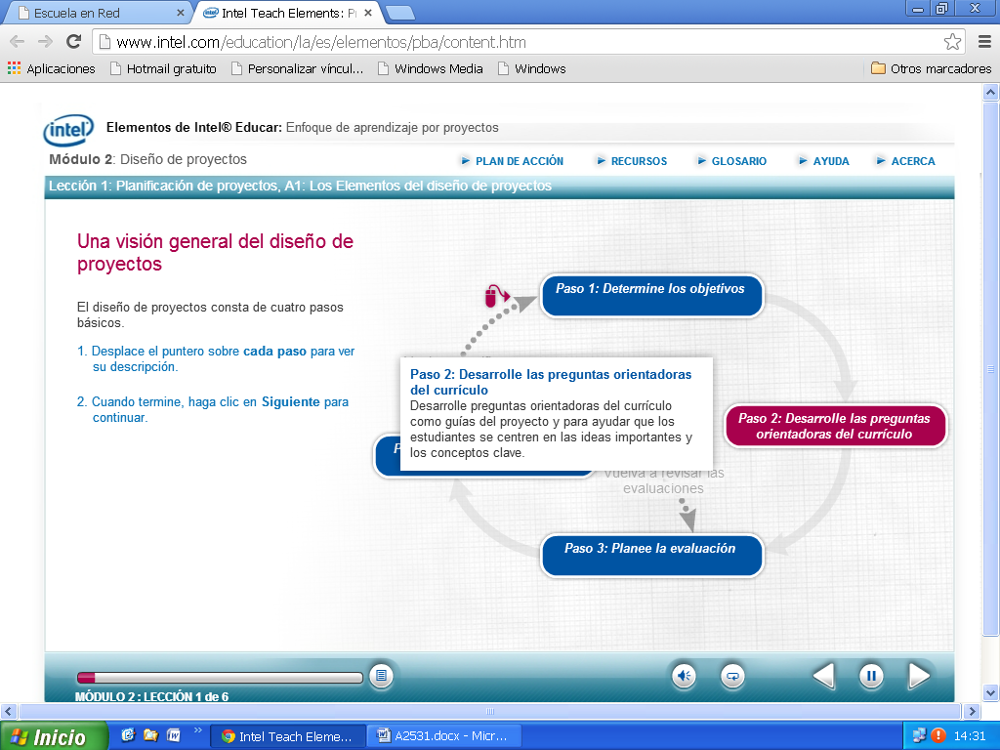 Escuela en Red
Intel Teach Elements: P
www.intel.com/education/la/es/elementos/pba/content.htm
Aplicaciones
Hotmail gratuito
Personalizar víncul...
Windows Media
Windows
Otros marcadores
intel
Elementos de Intel® Educar: Enfoque de aprendizaje por proyectos
Módulo 2: Diseño de proyectos
PLAN DE ACCIÓN
RECURSOS
GLOSARIO
AYUDA
ACERCA
Lección 1: Planificación de proyectos, A1: Los Elementos del diseño de proyectos
Una visión general del diseño de
proyectos
El diseño de proyectos consta de cuatro pasos
básicos.
1. Desplace el puntero sobre cada paso para ver
su descripción.
2. Cuando termine, haga clic en Siguiente para
continuar.
Paso 1: Determine los objetivos
Paso 2: Desarrolle las preguntas orientadoras
del currículo
Desarrolle preguntas orientadoras del currículo
como guías del proyecto y para ayudar que los
estudiantes se centren en las ideas importantes y
los conceptos clave.
Paso 2: Desarrolle las preguntas
orientadoras del currículo
P
Vuelva a revisar las
evaluaciones
Paso 3: Planee la evaluación
MÓDULO 2 : LECCIÓN 1 de 6
Inicio
Intel Teach Eleme...
A2531.docx - Micr...
14:31